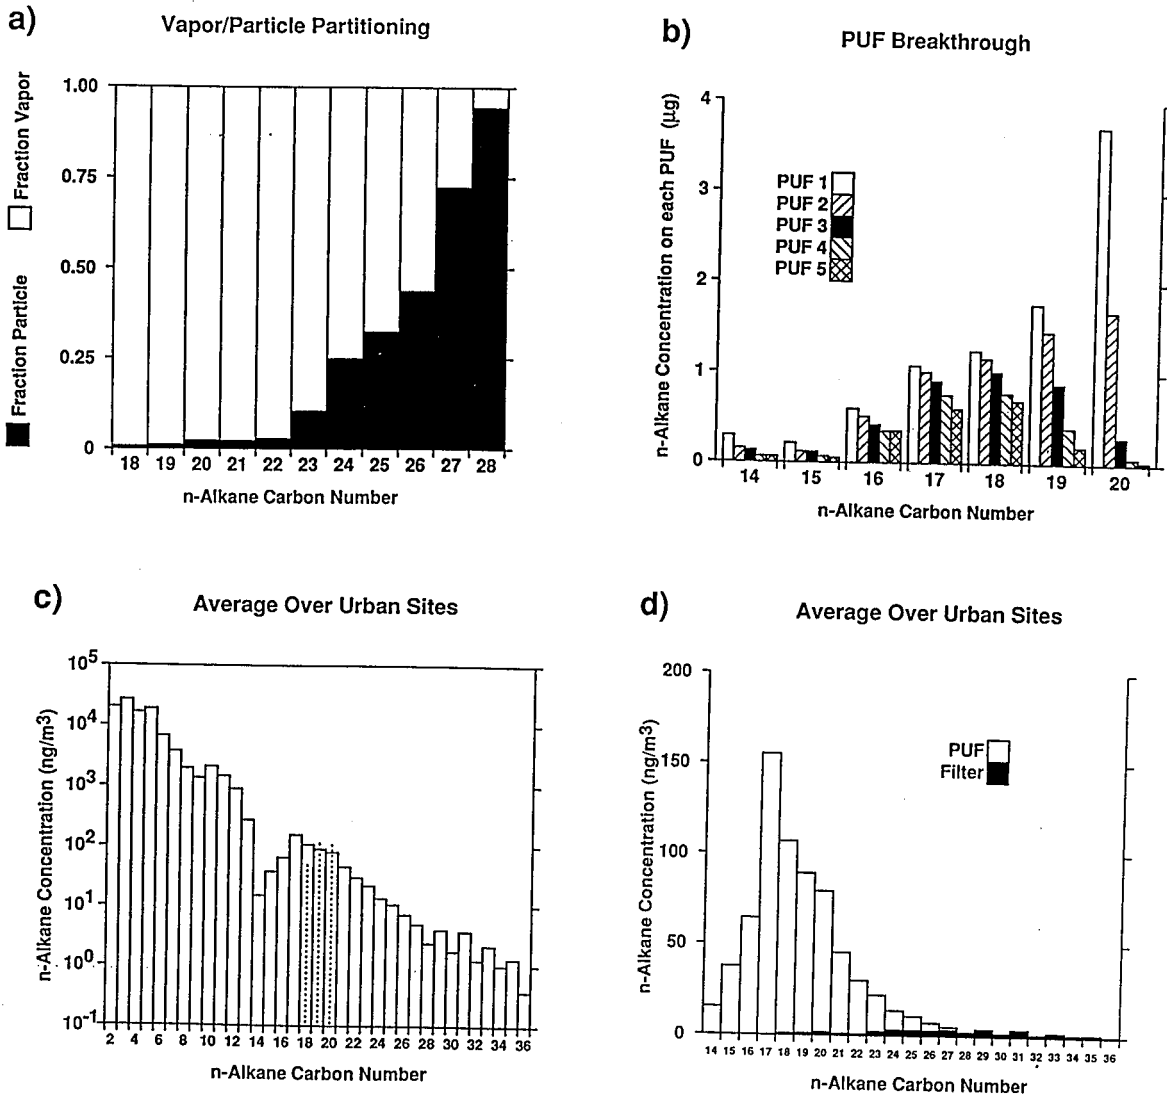 a)
Vapor/Particle Partitioning
Fraction Particle
Fraction Vapor
1.00
0.75
0.50
0.25
0
18 19 20 21 22 23 24 25 26 27 28
n-Alkane Carbon Number
b)
PUF Breakthrough
n-Alkane Concentration on each PUF (µg)
4
3
2
1
0
PUF 1
PUF 2
PUF 3
PUF 4
PUF 5
14 15 16 17 18 19 20
n-Alkane Carbon Number
c)
Average Over Urban Sites
n-Alkane Concentration (ng/m³)
10⁵
10⁴
10³
10²
10¹
10⁰
10⁻¹
2 4 6 8 10 12 14 16 18 20 22 24 26 28 30 32 34 36
n-Alkane Carbon Number
d)
Average Over Urban Sites
n-Alkane Concentration (ng/m³)
200
150
100
50
0
PUF
Filter
14 15 16 17 18 19 20 21 22 23 24 25 26 27 28 29 30 31 32 33 34 35 36
n-Alkane Carbon Number